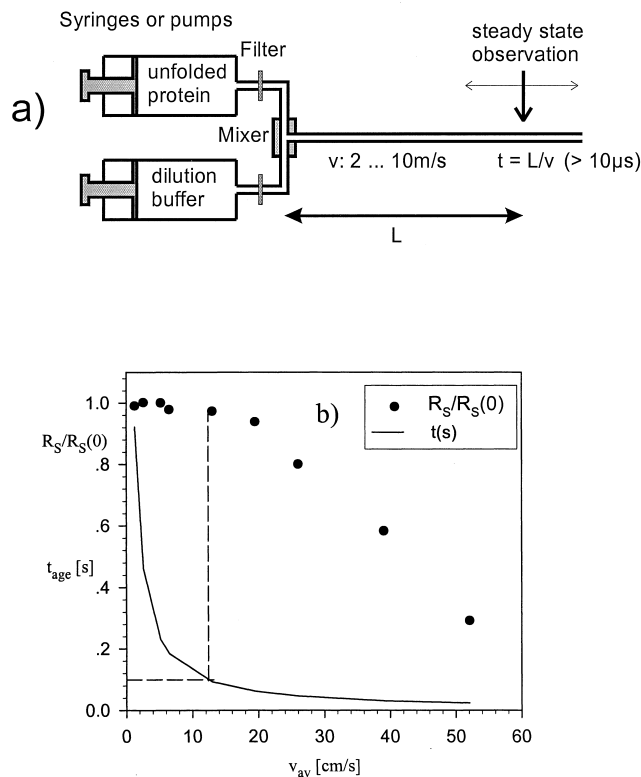 Syringes or pumps
a)
unfolded
protein
Filter
Mixer
dilution
buffer
steady state
observation
v: 2 ... 10m/s
t = L/v (> 10µs)
L
b)
R_S/R_S(0)
t(s)
1.0
R_S/R_S(0)
.8
.6
t_age [s]
.4
.2
0.0
0
10
20
30
40
50
60
v_av [cm/s]